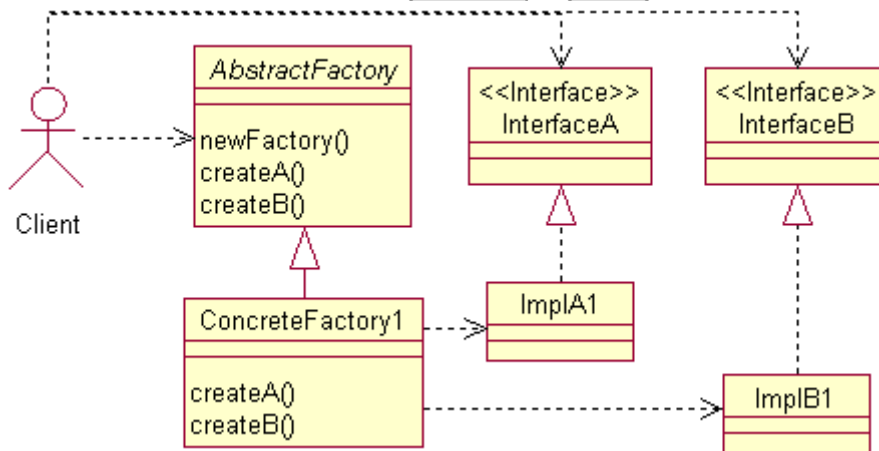 AbstractFactory
newFactory()
createA()
createB()
<<Interface>>
InterfaceA
<<Interface>>
InterfaceB
Client
ConcreteFactory1
createA()
createB()
ImplA1
ImplB1